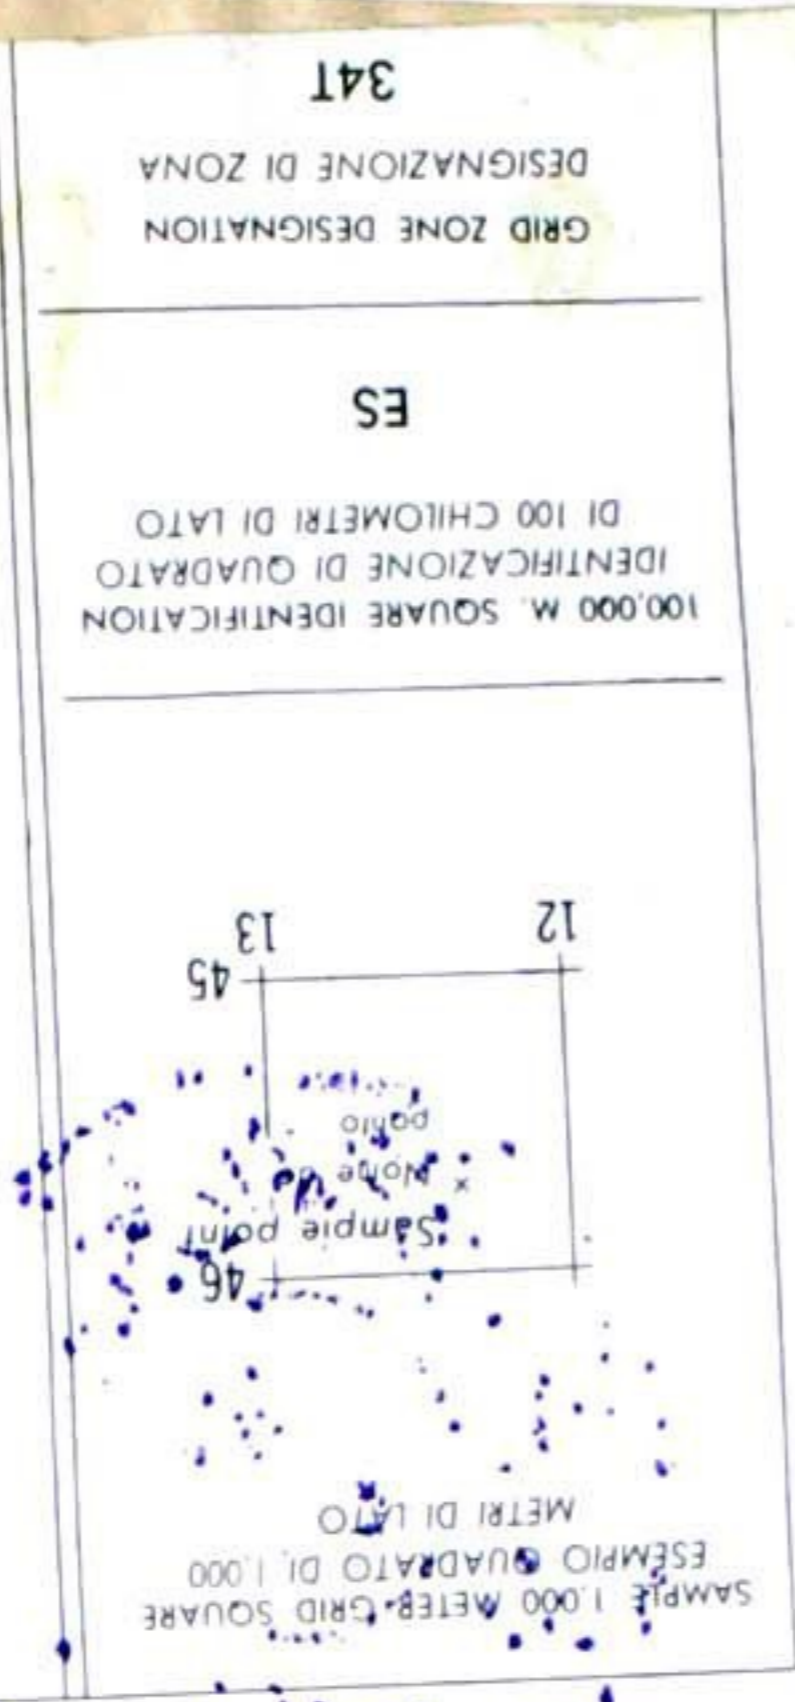 SAMPLE 1.000 METER GRID SQUARE
ESEMPIO QUADRATO DI 1.000
METRI DI LATO
46
Sample point
x Nome
45
12 13
100.000 M. SQUARE IDENTIFICATION
IDENTIFICAZIONE DI QUADRATO
DI 100 CHILOMETRI DI LATO
ES
GRID ZONE DESIGNATION
DESIGNAZIONE DI ZONA
34T